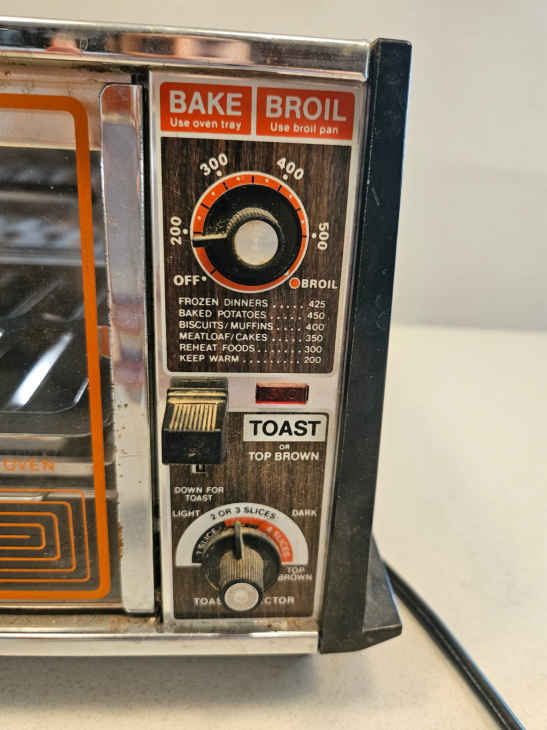 BAKE
Use oven tray
BROIL
Use broil pan
200
300
400
500
OFF
BROIL
FROZEN DINNERS ..... 425
BAKED POTATOES ..... 450
BISCUITS/MUFFINS .... 400
MEATLOAF/CAKES ..... 350
REHEAT FOODS ....... 300
KEEP WARM ......... 200
TOAST
OR
TOP BROWN
OVEN
DOWN FOR
TOAST
LIGHT
DARK
1 SLICE
2 OR 3 SLICES
4 SLICES
TOP
BROWN